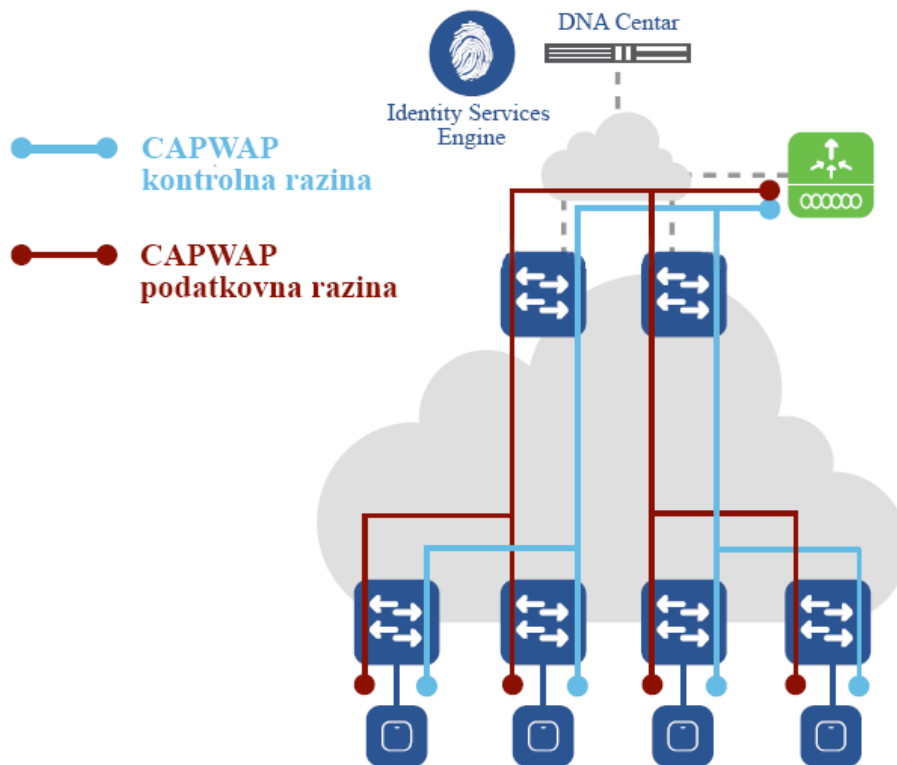 DNA Centar
Identity Services
Engine
CAPWAP
kontrolna razina
CAPWAP
podatkovna razina